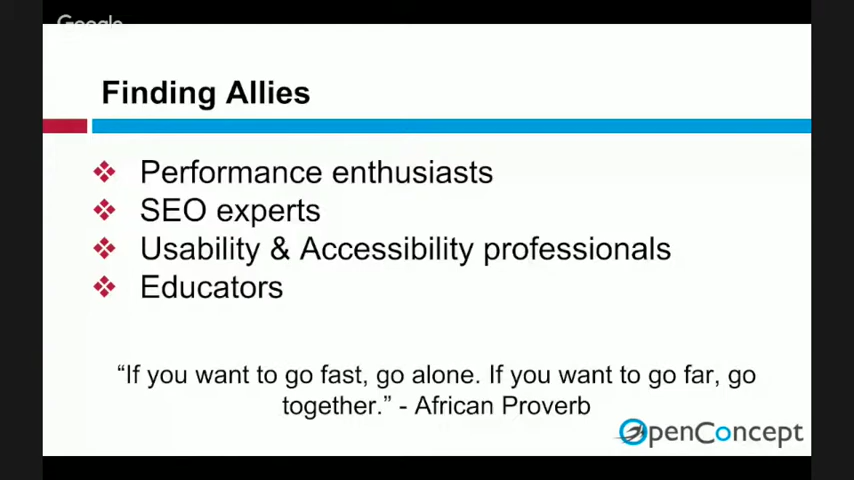 Google
Finding Allies
Performance enthusiasts
SEO experts
Usability & Accessibility professionals
Educators
“If you want to go fast, go alone. If you want to go far, go
together.” - African Proverb
OpenConcept